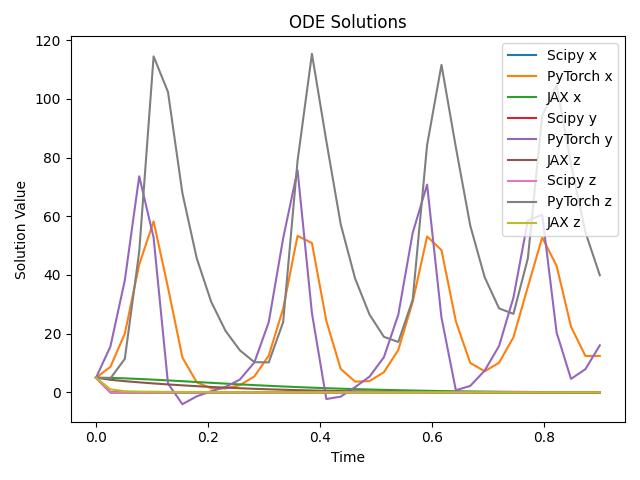 ODE Solutions
Solution Value
120
100
80
60
40
20
0
0.0
0.2
0.4
0.6
0.8
Time
Scipy x
PyTorch x
JAX x
Scipy y
PyTorch y
JAX z
Scipy z
PyTorch z
JAX z